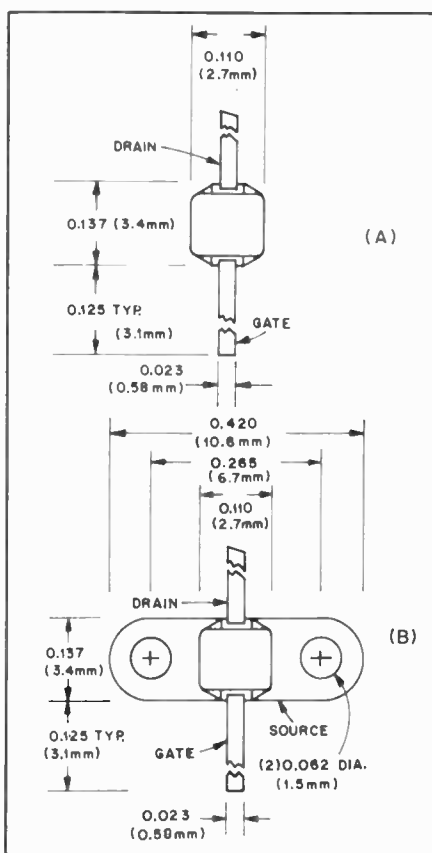 0.110
(2.7mm)
DRAIN
0.137 (3.4mm)
(A)
0.125 TYP.
(3.1mm)
GATE
0.023
(0.58mm)
0.420
(10.6mm)
0.265
(6.7mm)
0.110
(2.7mm)
DRAIN
(B)
0.137
(3.4mm)
SOURCE
0.125 TYP.
(3.1mm)
GATE
(2)0.062 DIA.
(1.5mm)
0.023
(0.59mm)